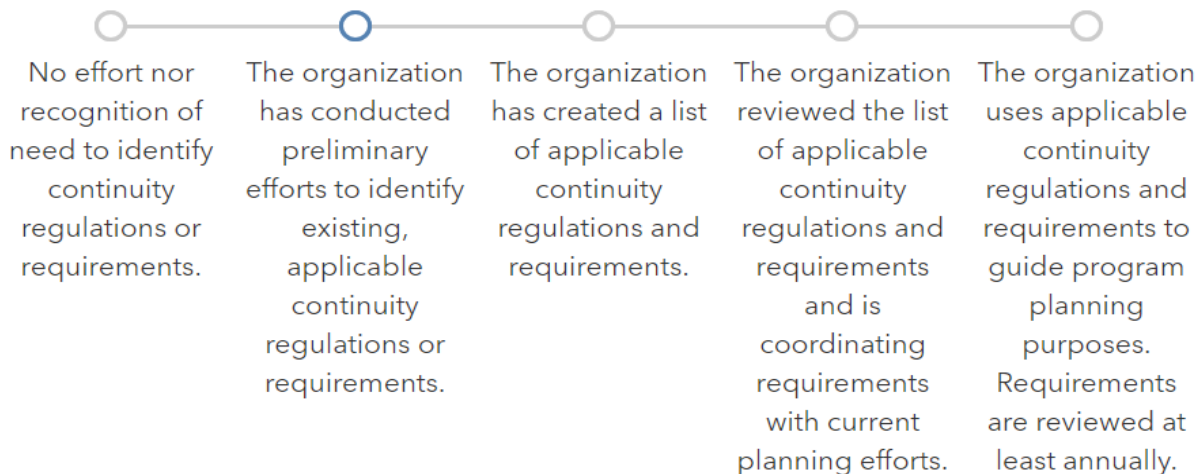 No effort nor
recognition of
need to identify
continuity
regulations or
requirements.
The organization
has conducted
preliminary
efforts to identify
existing,
applicable
continuity
regulations or
requirements.
The organization
has created a list
of applicable
continuity
regulations and
requirements.
The organization
reviewed the list
of applicable
continuity
regulations and
requirements
and is
coordinating
requirements
with current
planning efforts.
The organization
uses applicable
continuity
regulations and
requirements to
guide program
planning
purposes.
Requirements
are reviewed at
least annually.